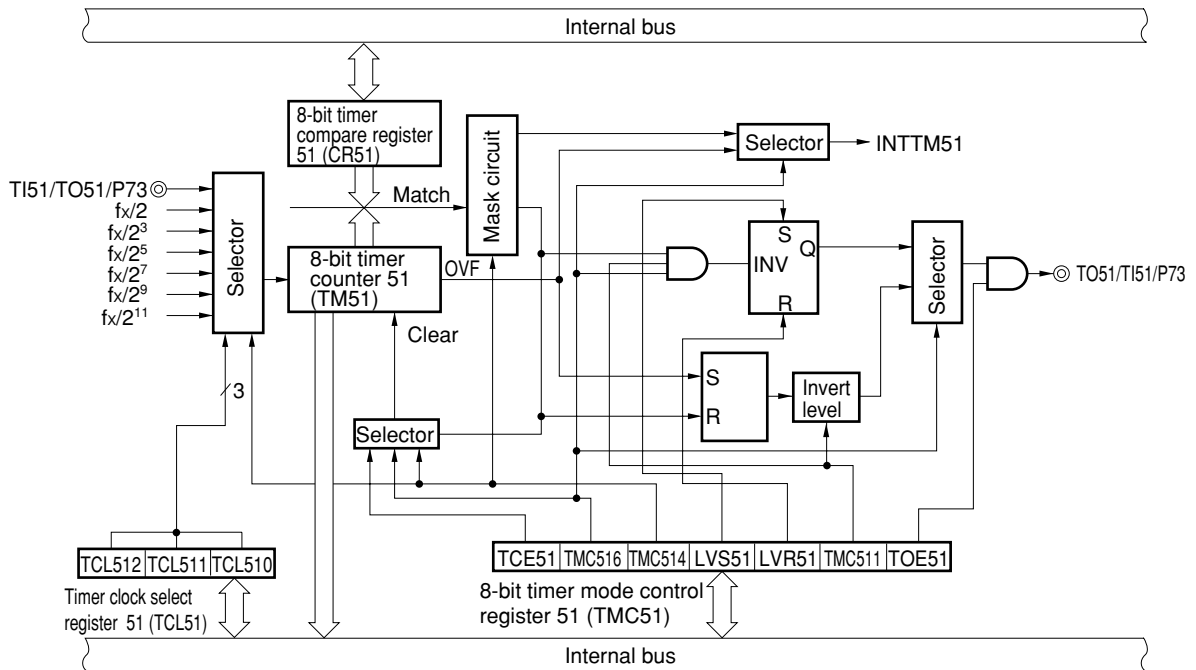 Internal bus
8-bit timer
compare register
51 (CR51)
Mask circuit
Selector
INTTM51
TI51/TO51/P73
fx/2
fx/2³
fx/2⁵
fx/2⁷
fx/2⁹
fx/2¹¹
Selector
Match
8-bit timer
counter 51
(TM51)
OVF
Clear
S
Q
INV
R
Selector
TO51/TI51/P73
3
S
R
Invert
level
Selector
TCL512 TCL511 TCL510
Timer clock select
register 51 (TCL51)
TCE51 TMC516 TMC514 LVS51 LVR51 TMC511 TOE51
8-bit timer mode control
register 51 (TMC51)
Internal bus